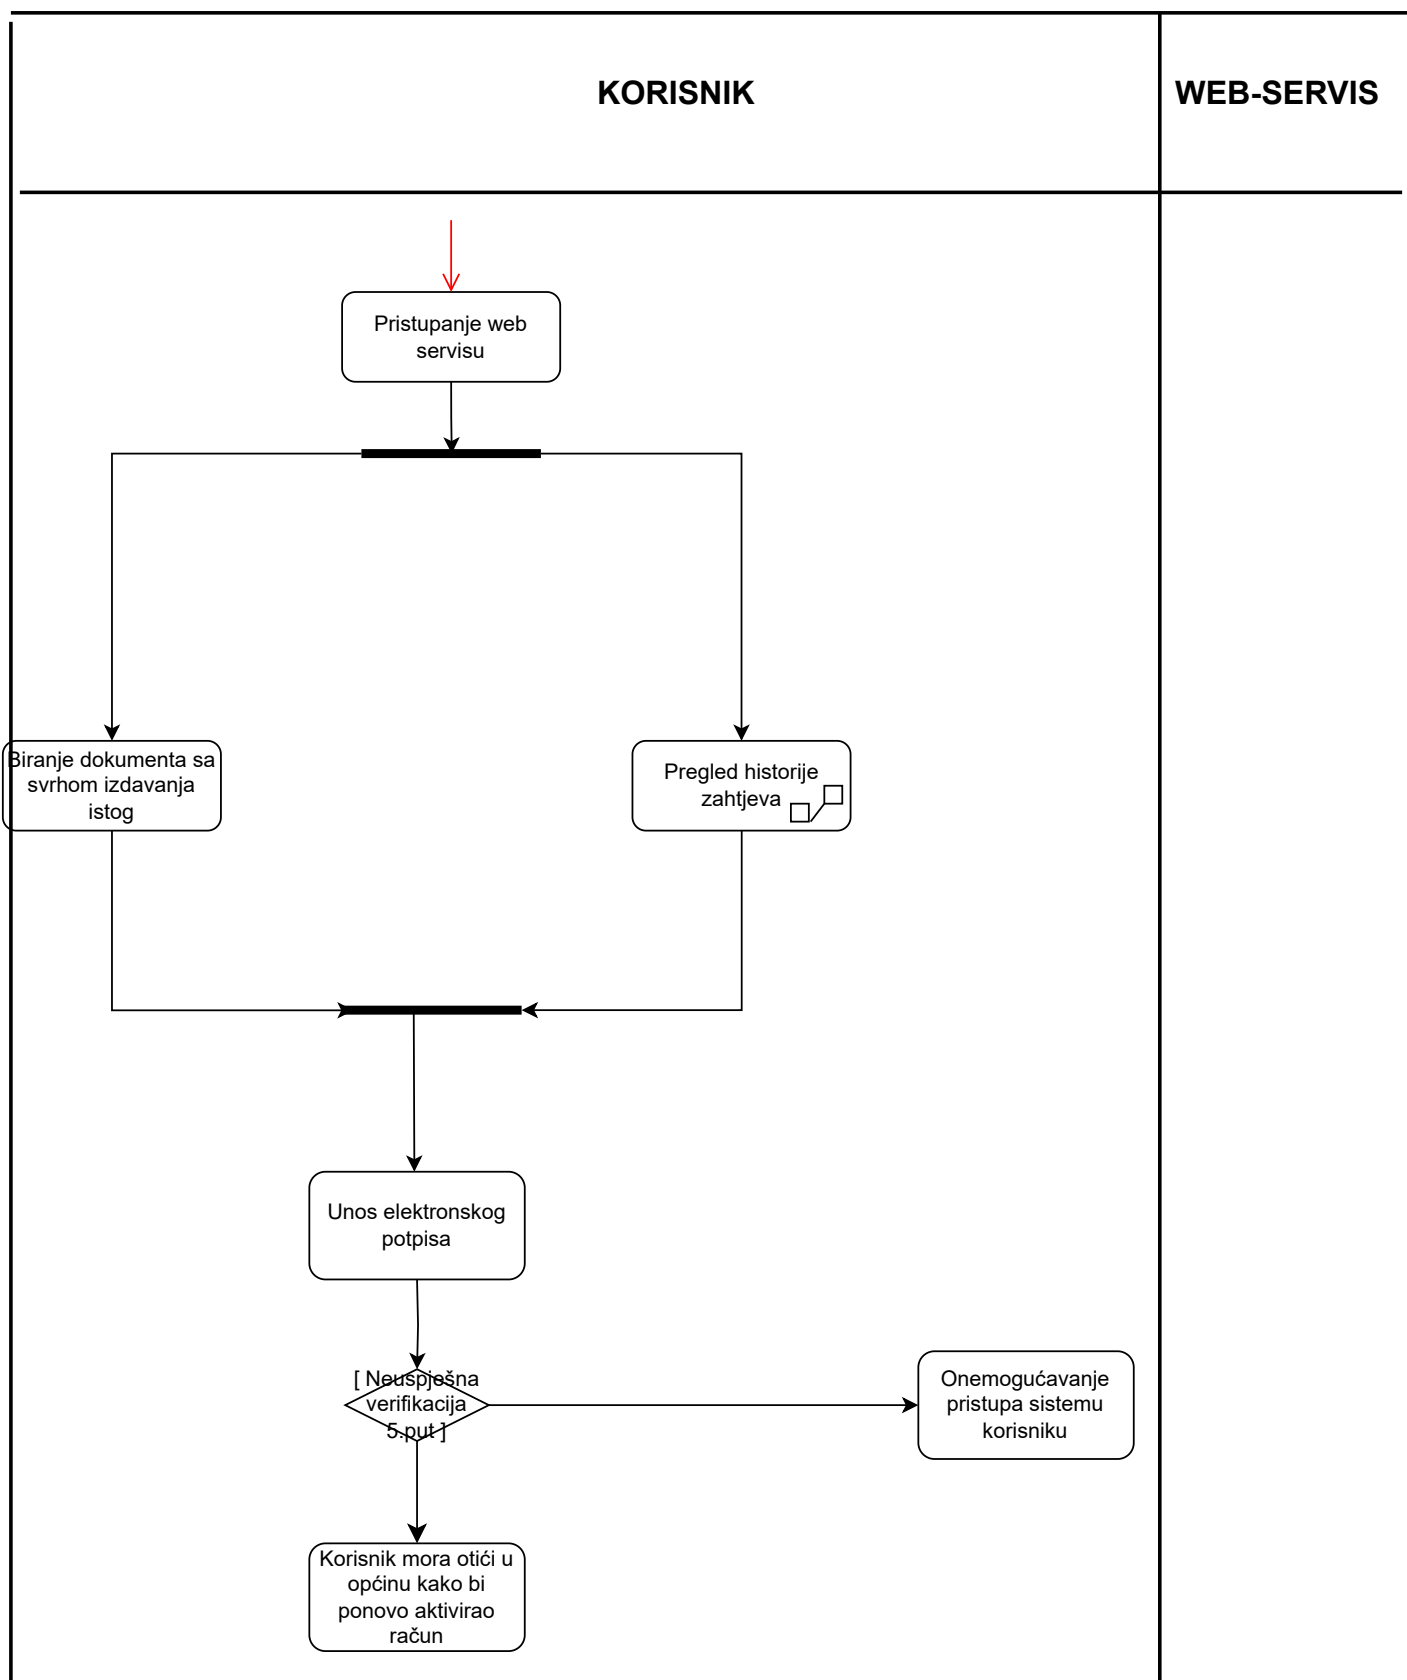 KORISNIK
WEB-SERVIS
Pristupanje web
servisu
Biranje dokumenta sa
svrhom izdavanja
istog
Pregled historije
zahtjeva
Unos elektronskog
potpisa
[ Neuspješna
verifikacija
5.put ]
Onemogućavanje
pristupa sistemu
korisniku
Korisnik mora otići u
općinu kako bi
ponovo aktivirao
račun